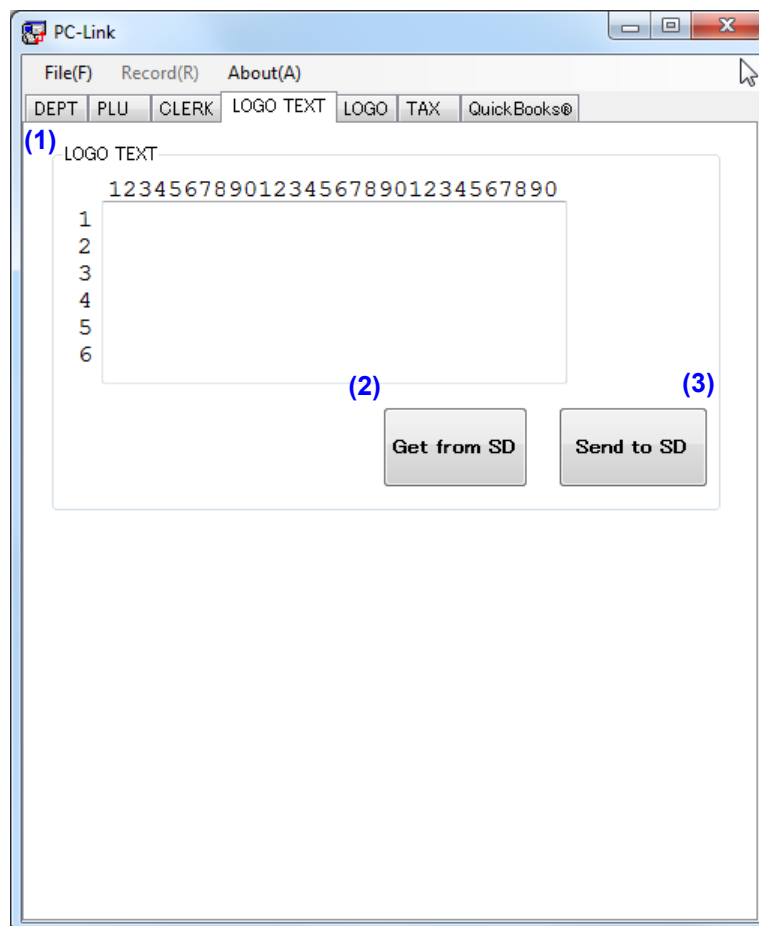 PC-Link
File(F) Record(R) About(A)
DEPT PLU CLERK LOGO TEXT LOGO TAX QuickBooks®
(1)
LOGO TEXT
123456789012345678901234567890
1
2
3
4
5
6
(2) (3)
Get from SD Send to SD